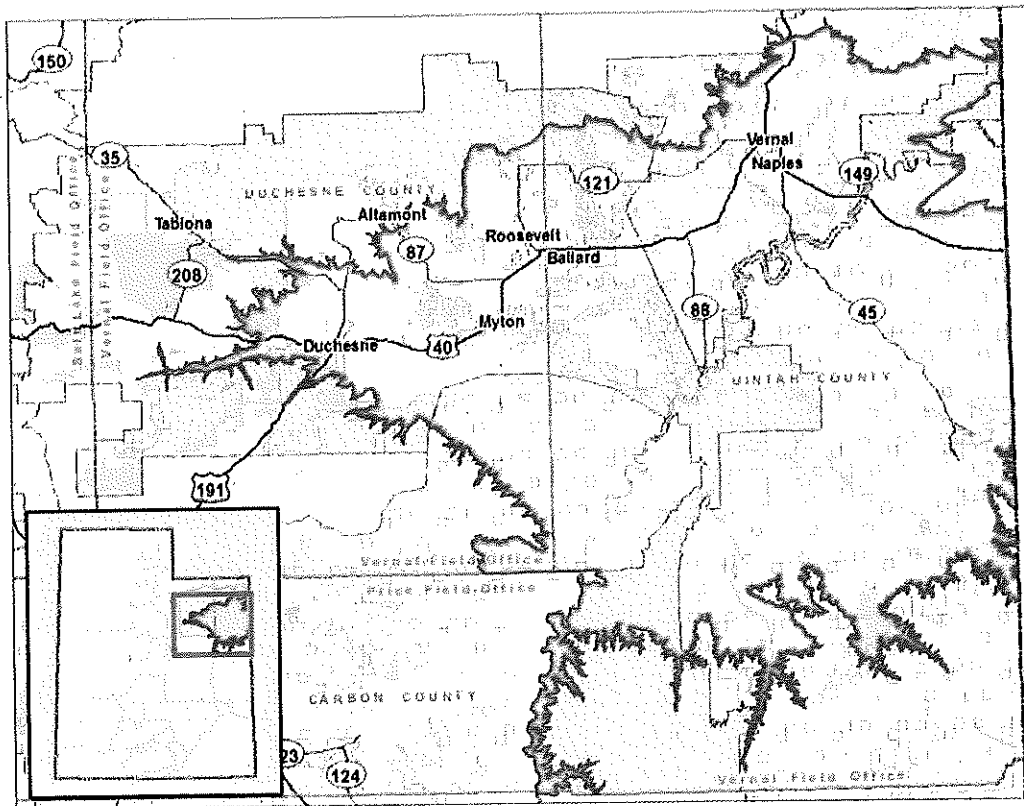 150
35
Salt Lake Field Office
Vernal Field Office
DUCHESNE COUNTY
121
Vernal
Naples
149
Tabiona
Altamont
87
Roosevelt
Ballard
208
88
45
Myton
40
Duchesne
UINTAH COUNTY
191
Vernal Field Office
Price Field Office
CARBON COUNTY
23
124
Vernal Field Office